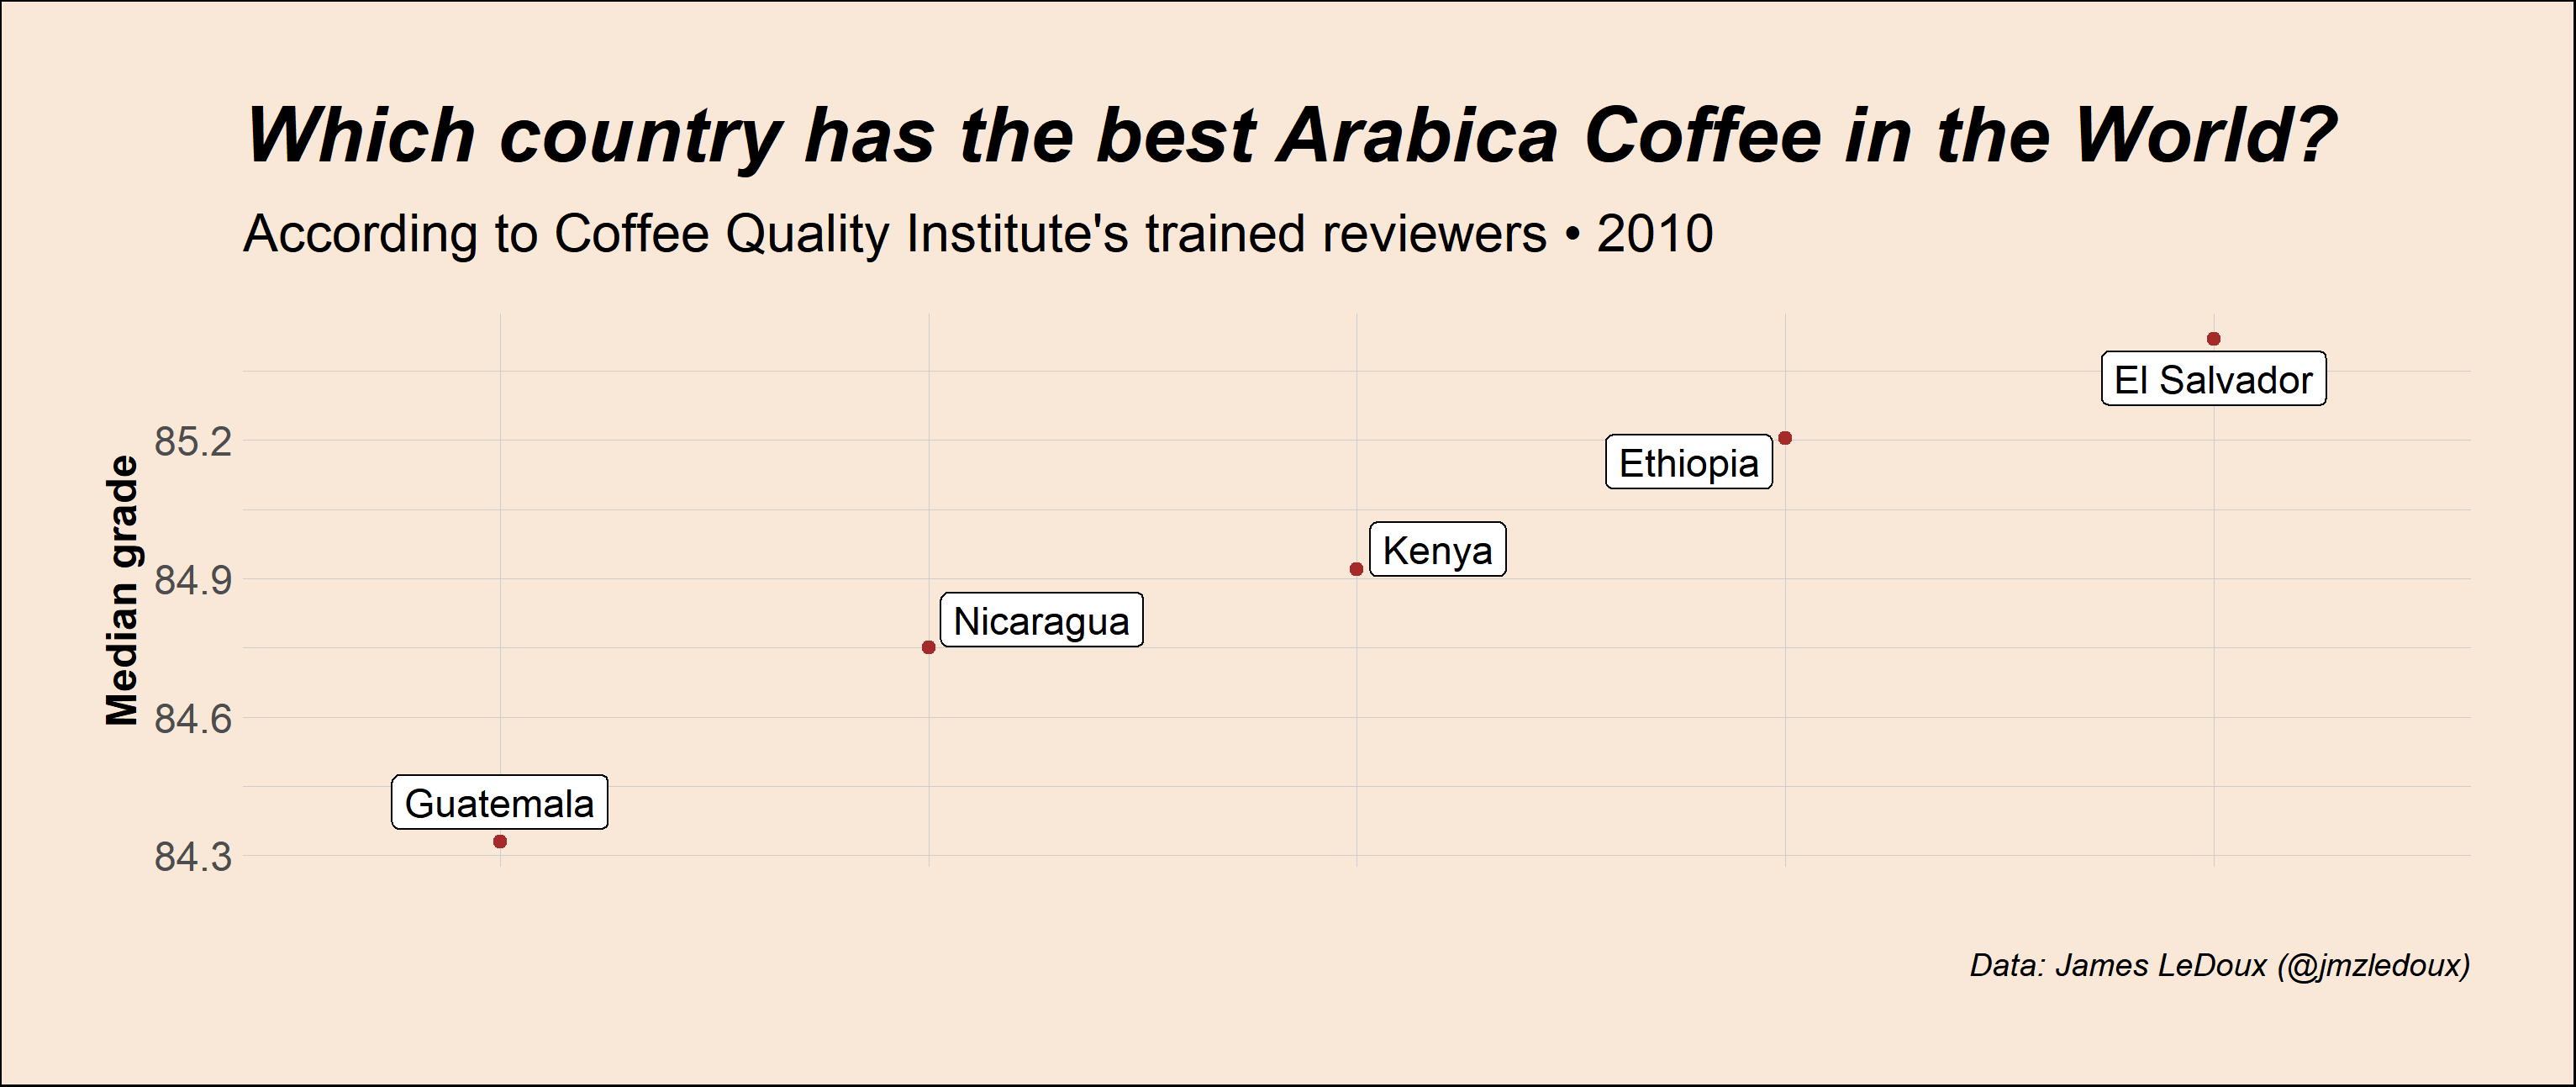 Which country has the best Arabica Coffee in the World?
According to Coffee Quality Institute's trained reviewers • 2010
Median grade
85.2
84.9
84.6
84.3
El Salvador
Ethiopia
Kenya
Nicaragua
Guatemala
Data: James LeDoux (@jmzledoux)